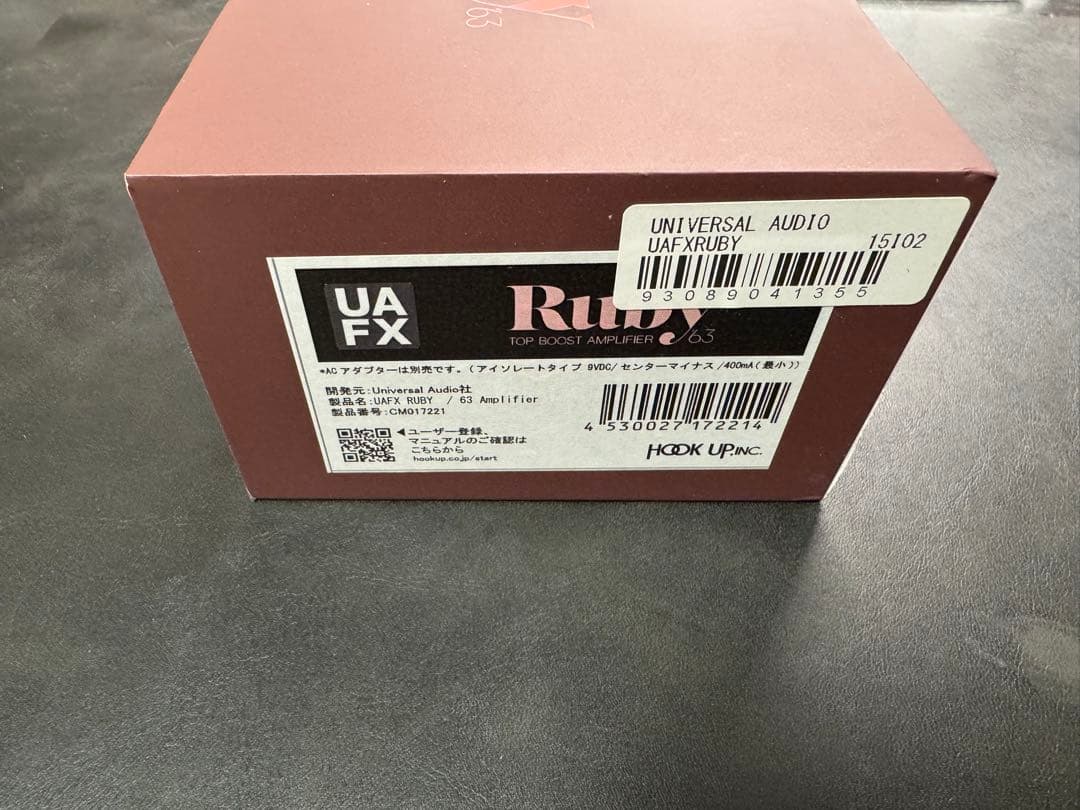 '63
UNIVERSAL AUDIO
UAFXRUBY 15I02
93089041355
UA
FX
Ruby
TOP BOOST AMPLIFIER '63
*ACアダプターは別売です。(アイソレートタイプ 9VDC/センターマイナス/400mA(最小))
開発元:Universal Audio社
製品名:UAFX RUBY / 63 Amplifier
製品番号:CM017221
4 530027 172214
◀ユーザー登録、
マニュアルのご確認は
こちらから
hookup.co.jp/start
HOOK UP,INC.